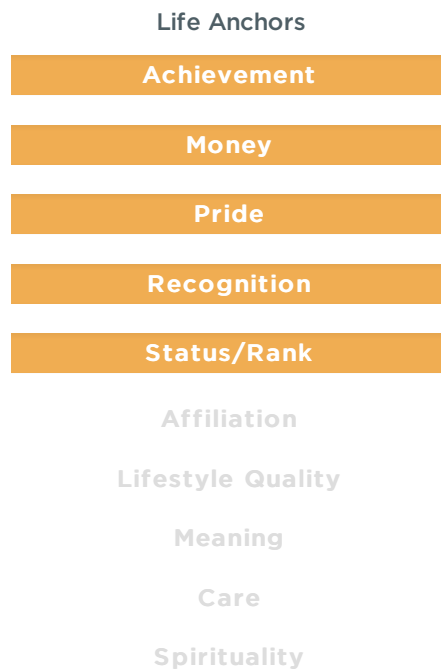 Life Anchors
Achievement
Money
Pride
Recognition
Status/Rank
Affiliation
Lifestyle Quality
Meaning
Care
Spirituality